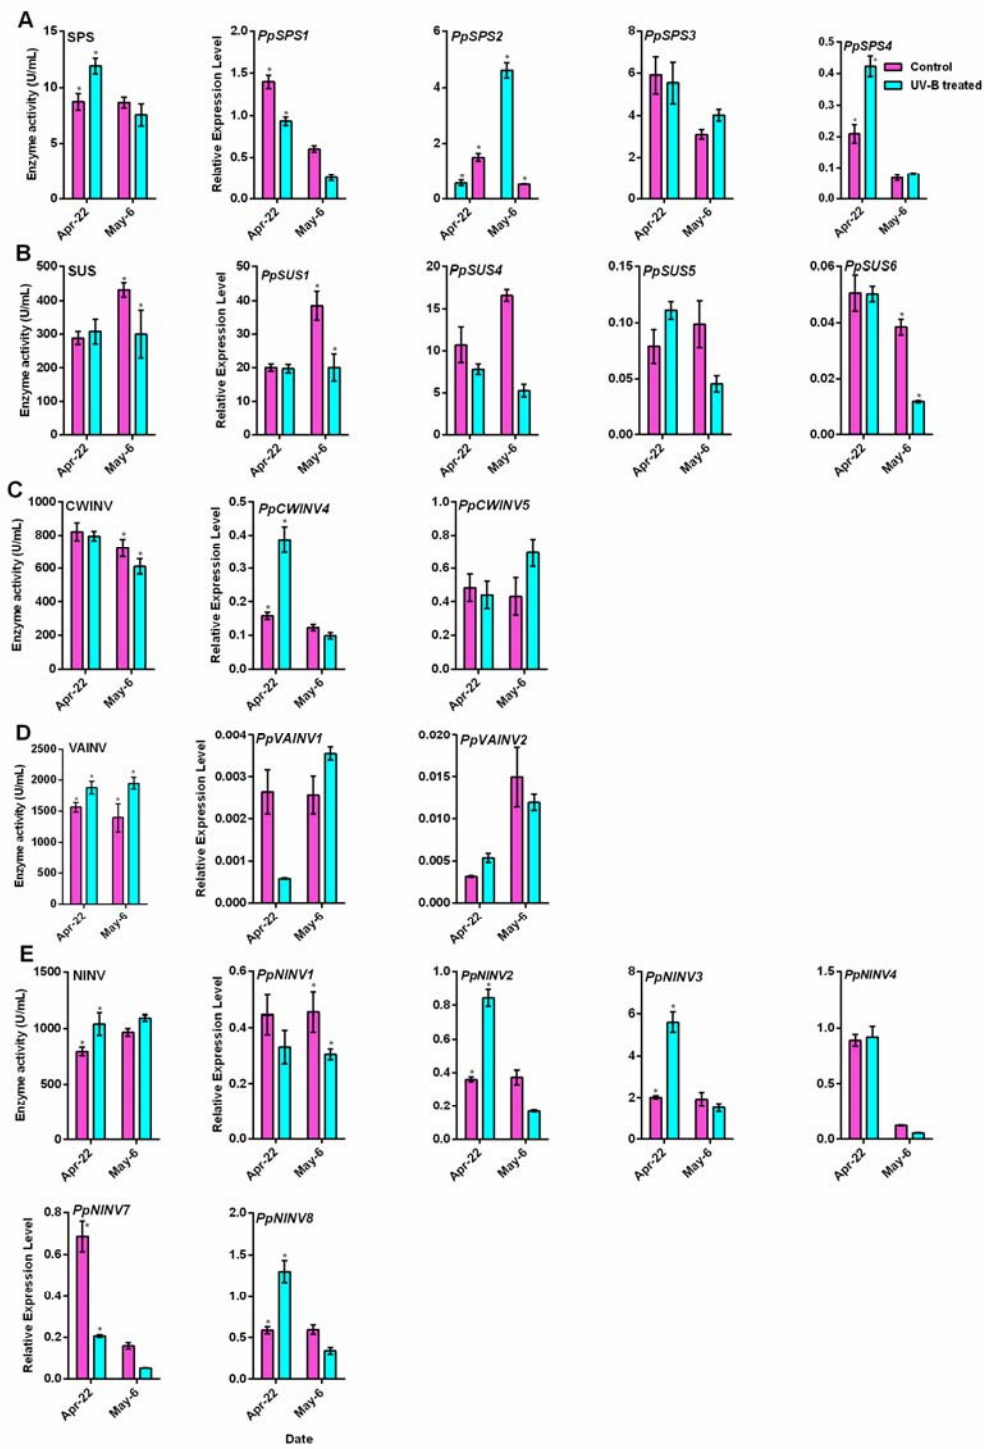 A
SPS
Enzyme activity (U/mL)
15
10
5
0
Apr-22
May-6
PpSPS1
Relative Expression Level
2.0
1.5
1.0
0.5
0.0
Apr-22
May-6
PpSPS2
6
4
2
0
Apr-22
May-6
PpSPS3
8
6
4
2
0
Apr-22
May-6
PpSPS4
0.5
0.4
0.3
0.2
0.1
0.0
Apr-22
May-6
Control
UV-B treated
B
SUS
Enzyme activity (U/mL)
500
400
300
200
100
0
Apr-22
May-6
PpSUS1
Relative Expression Level
50
40
30
20
10
0
Apr-22
May-6
PpSUS4
20
15
10
5
0
Apr-22
May-6
PpSUS5
0.15
0.10
0.05
0.00
Apr-22
May-6
PpSUS6
0.06
0.04
0.02
0.00
Apr-22
May-6
C
CWINV
Enzyme activity (U/mL)
1000
800
600
400
200
0
Apr-22
May-6
PpCWINV4
Relative Expression Level
0.5
0.4
0.3
0.2
0.1
0.0
Apr-22
May-6
PpCWINV5
1.0
0.8
0.6
0.4
0.2
0.0
Apr-22
May-6
D
VAINV
Enzyme activity (U/mL)
2500
2000
1500
1000
500
0
Apr-22
May-6
PpVAINV1
Relative Expression Level
0.004
0.003
0.002
0.001
0.000
Apr-22
May-6
PpVAINV2
0.020
0.015
0.010
0.005
0.000
Apr-22
May-6
E
NINV
Enzyme activity (U/mL)
1500
1000
500
0
Apr-22
May-6
PpNINV1
Relative Expression Level
0.6
0.4
0.2
0.0
Apr-22
May-6
PpNINV2
1.0
0.8
0.6
0.4
0.2
0.0
Apr-22
May-6
PpNINV3
8
6
4
2
0
Apr-22
May-6
PpNINV4
1.5
1.0
0.5
0.0
Apr-22
May-6
PpNINV7
Relative Expression Level
0.8
0.6
0.4
0.2
0.0
Apr-22
May-6
PpNINV8
2.0
1.5
1.0
0.5
0.0
Apr-22
May-6
Date